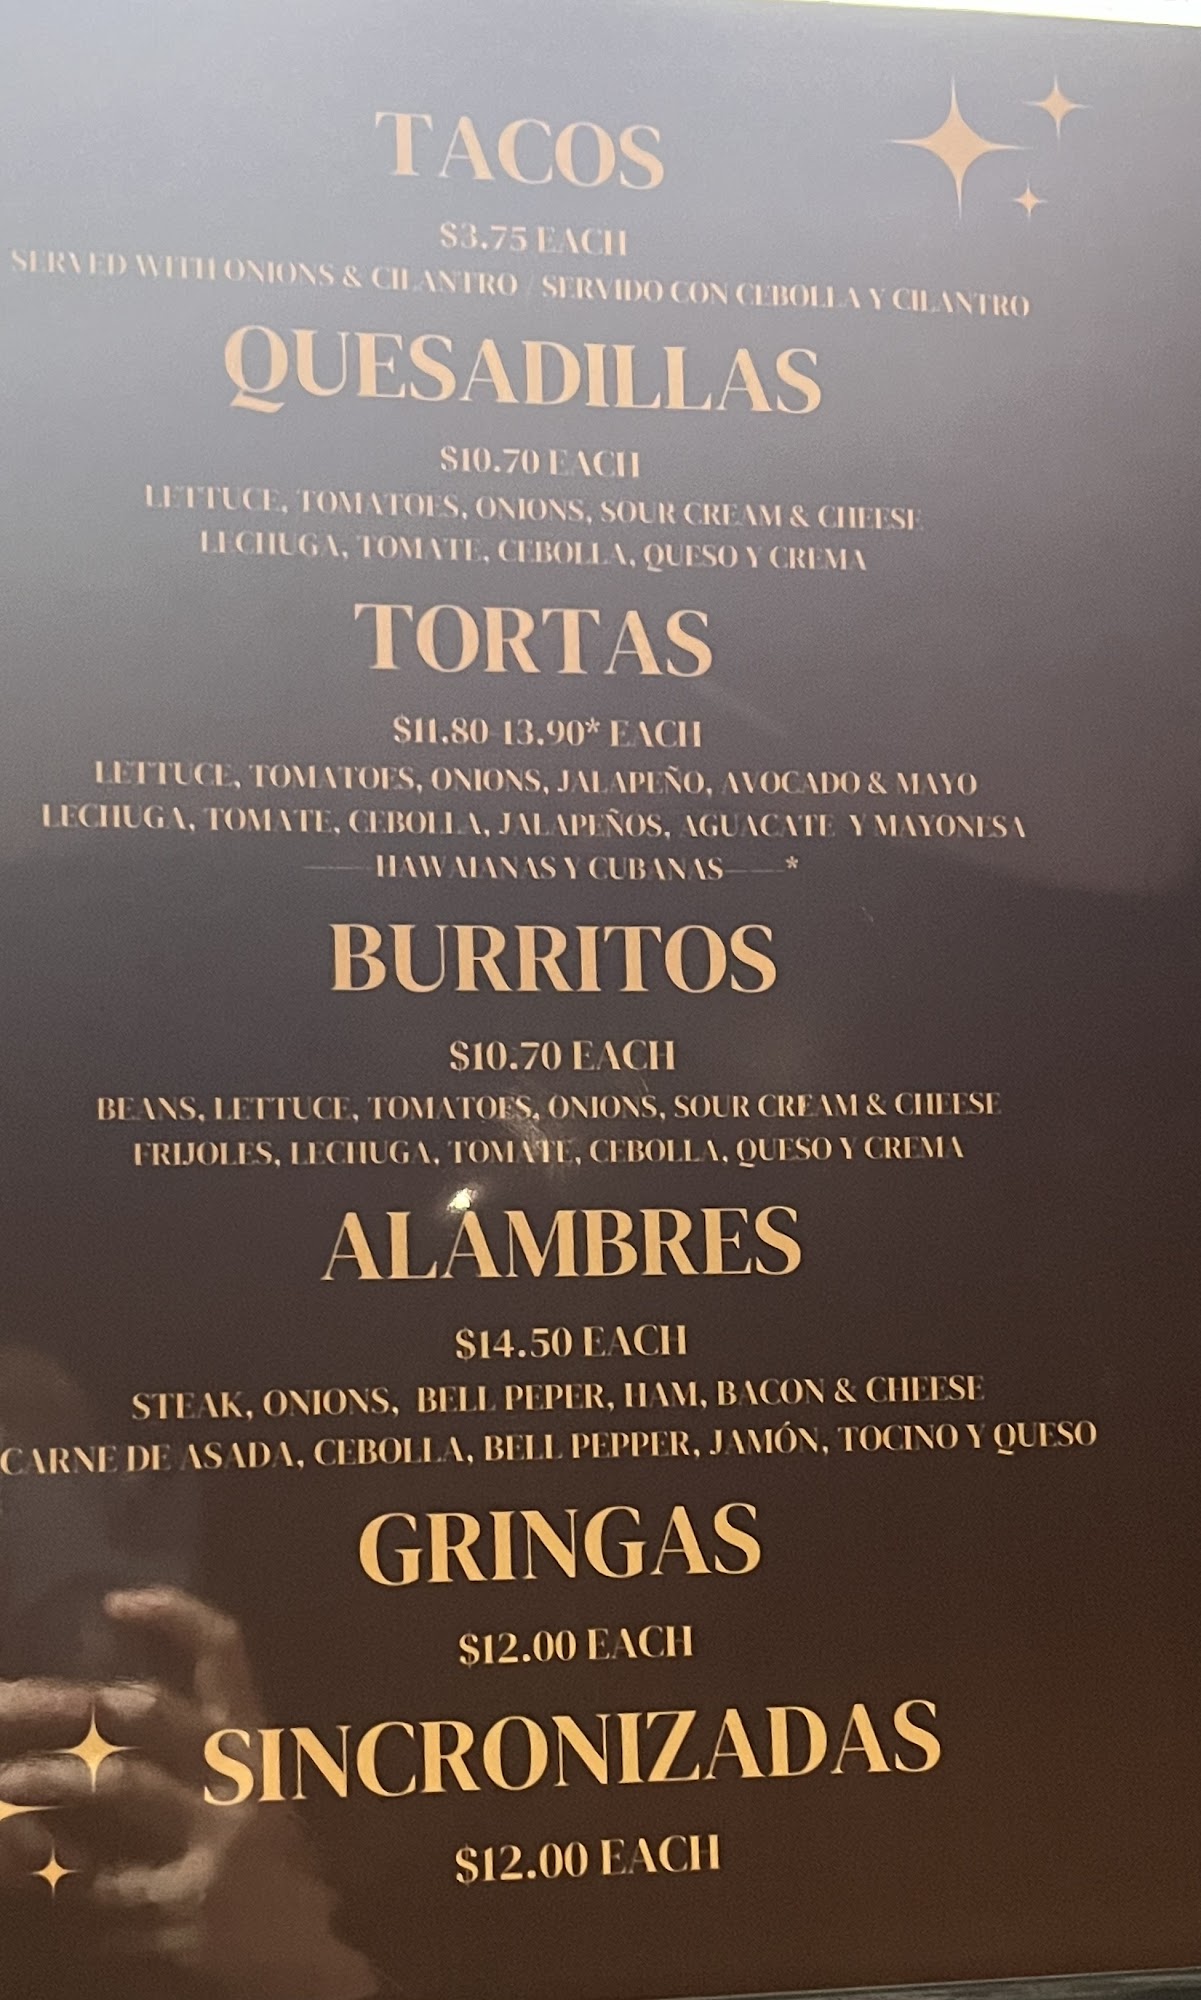 TACOS
$3.75 EACH
SERVED WITH ONIONS & CILANTRO / SERVIDO CON CEBOLLA Y CILANTRO
QUESADILLAS
$10.70 EACH
LETTUCE, TOMATOES, ONIONS, SOUR CREAM & CHEESE
LECHUGA, TOMATE, CEBOLLA, QUESO Y CREMA
TORTAS
$11.80-13.90* EACH
LETTUCE, TOMATOES, ONIONS, JALAPEÑO, AVOCADO & MAYO
LECHUGA, TOMATE, CEBOLLA, JALAPEÑOS, AGUACATE Y MAYONESA
——HAWAIANAS Y CUBANAS——*
BURRITOS
$10.70 EACH
BEANS, LETTUCE, TOMATOES, ONIONS, SOUR CREAM & CHEESE
FRIJOLES, LECHUGA, TOMATE, CEBOLLA, QUESO Y CREMA
ALAMBRES
$14.50 EACH
STEAK, ONIONS, BELL PEPER, HAM, BACON & CHEESE
CARNE DE ASADA, CEBOLLA, BELL PEPPER, JAMÓN, TOCINO Y QUESO
GRINGAS
$12.00 EACH
SINCRONIZADAS
$12.00 EACH